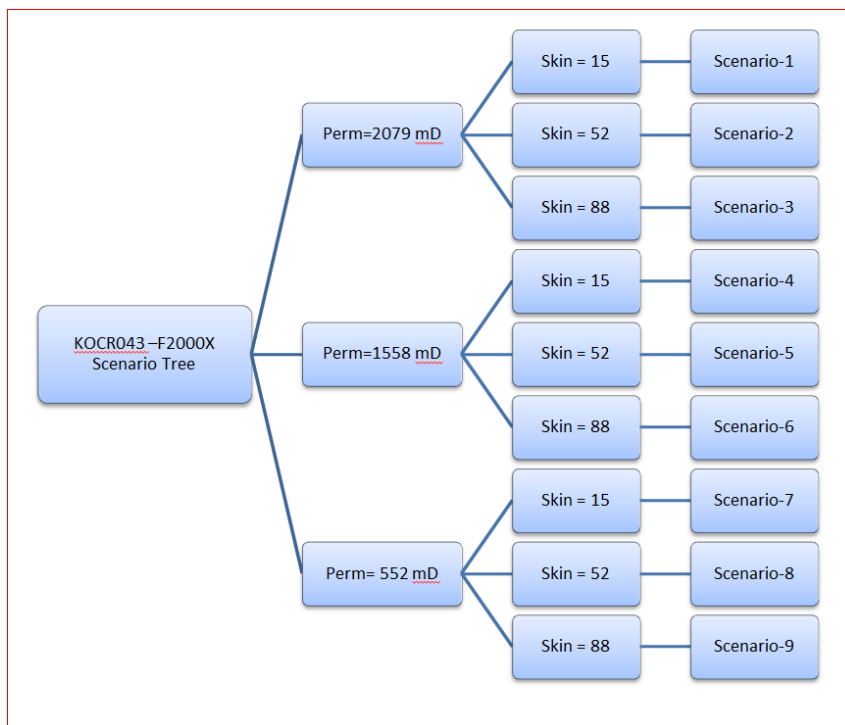 KOCR043 –F2000X
Scenario Tree
Perm=2079 mD
Skin = 15
Scenario-1
Skin = 52
Scenario-2
Skin = 88
Scenario-3
Perm=1558 mD
Skin = 15
Scenario-4
Skin = 52
Scenario-5
Skin = 88
Scenario-6
Perm= 552 mD
Skin = 15
Scenario-7
Skin = 52
Scenario-8
Skin = 88
Scenario-9